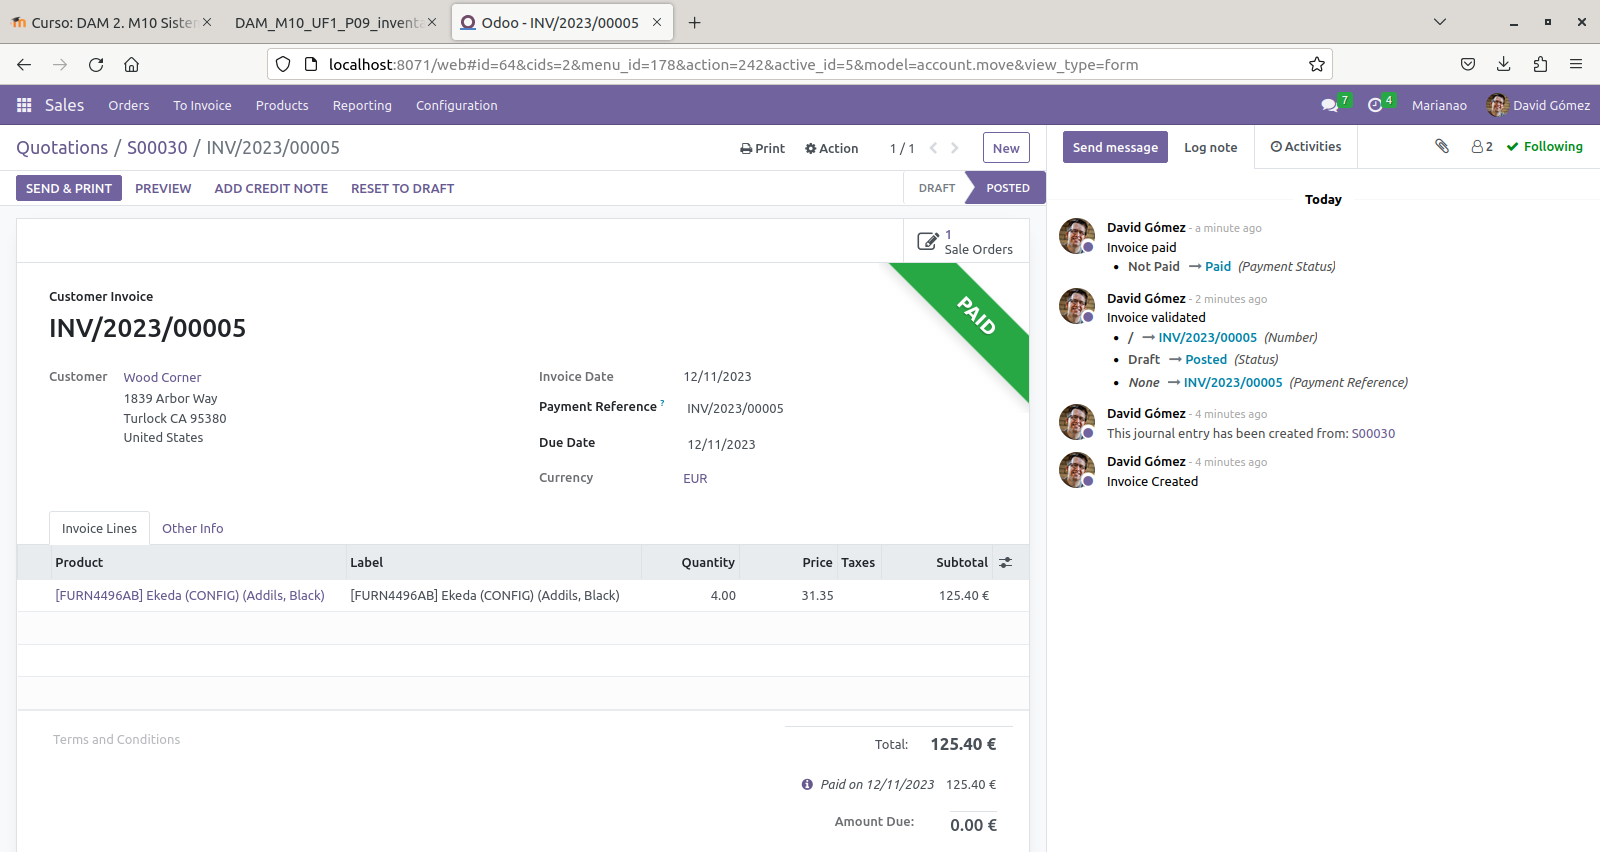 Curso: DAM 2. M10 Sister
DAM_M10_UF1_P09_inventa
Odoo - INV/2023/00005
localhost:8071/web#id=64&cids=2&menu_id=178&action=242&active_id=5&model=account.move&view_type=form
Sales Orders To Invoice Products Reporting Configuration 7 4 Marianao David Gómez
Quotations / S00030 / INV/2023/00005 Print Action 1 / 1 New
SEND & PRINT PREVIEW ADD CREDIT NOTE RESET TO DRAFT DRAFT POSTED
1
Sale Orders
PAID
Customer Invoice
INV/2023/00005
Customer Wood Corner
1839 Arbor Way
Turlock CA 95380
United States
Invoice Date 12/11/2023
Payment Reference ? INV/2023/00005
Due Date 12/11/2023
Currency EUR
Invoice Lines Other Info
Product Label Quantity Price Taxes Subtotal
[FURN4496AB] Ekeda (CONFIG) (Addils, Black) [FURN4496AB] Ekeda (CONFIG) (Addils, Black) 4.00 31.35 125.40 €
Terms and Conditions
Total: 125.40 €
Paid on 12/11/2023 125.40 €
Amount Due: 0.00 €
Send message Log note Activities 2 Following
Today
David Gómez - a minute ago
Invoice paid
Not Paid → Paid (Payment Status)
David Gómez - 2 minutes ago
Invoice validated
/ → INV/2023/00005 (Number)
Draft → Posted (Status)
None → INV/2023/00005 (Payment Reference)
David Gómez - 4 minutes ago
This journal entry has been created from: S00030
David Gómez - 4 minutes ago
Invoice Created